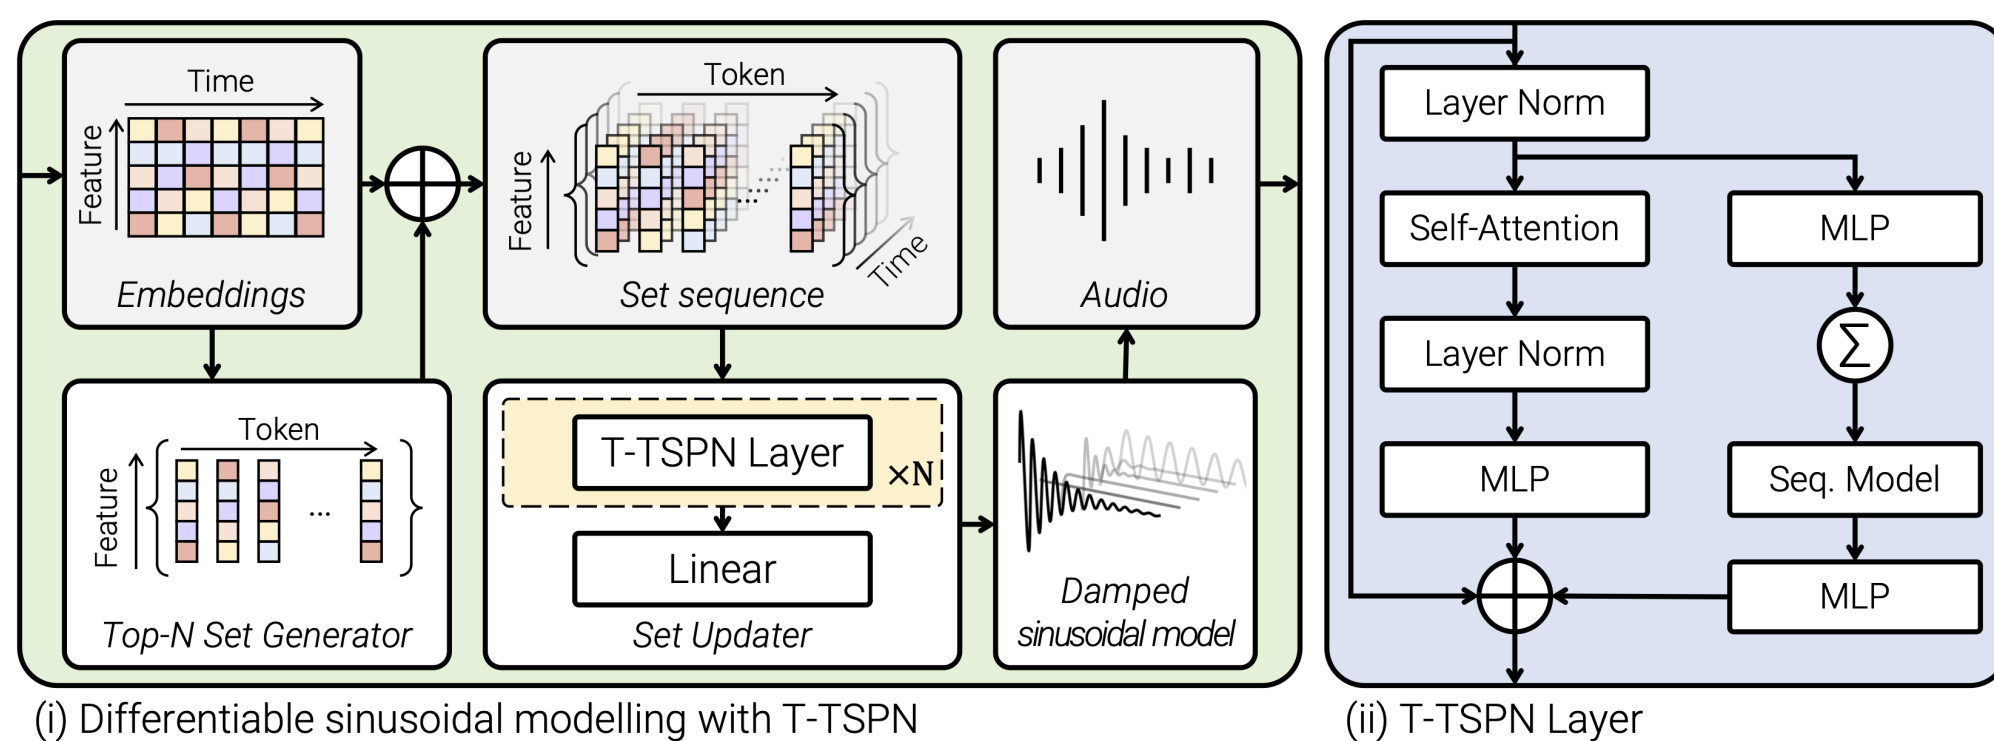 Time
Feature
Embeddings
Token
Feature
Time
Set sequence
Audio
Token
Feature
...
Top-N Set Generator
T-TSPN Layer
×N
Linear
Set Updater
Damped
sinusoidal model
(i) Differentiable sinusoidal modelling with T-TSPN
Layer Norm
Self-Attention
Layer Norm
MLP
MLP
Σ
Seq. Model
MLP
(ii) T-TSPN Layer